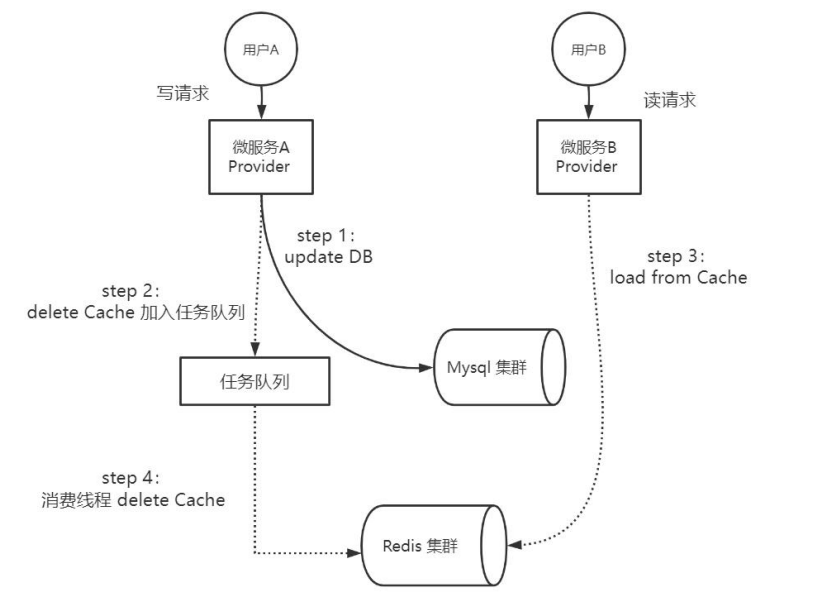 用户A
用户B
写请求
读请求
微服务A
Provider
微服务B
Provider
step 1：
update DB
step 3：
load from Cache
step 2：
delete Cache 加入任务队列
Mysql 集群
任务队列
step 4：
消费线程 delete Cache
Redis 集群